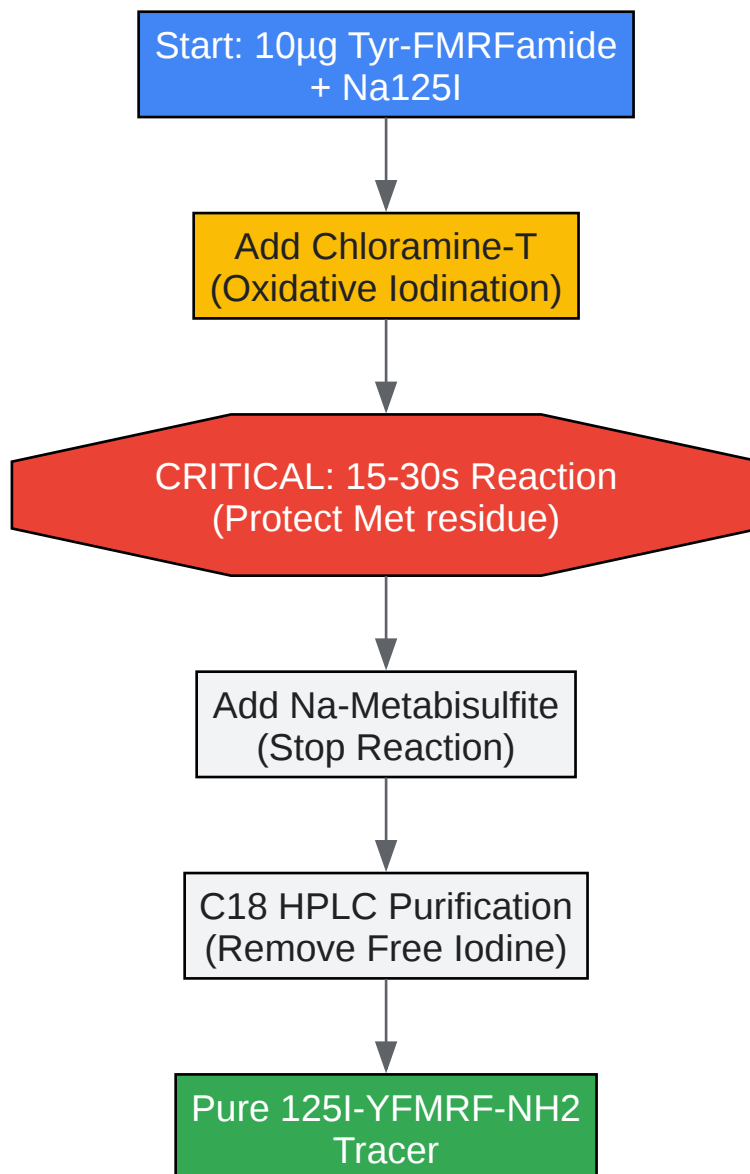 Start: 10µg Tyr-FMRFamide
+ Na125I
Add Chloramine-T
(Oxidative Iodination)
CRITICAL: 15-30s Reaction
(Protect Met residue)
Add Na-Metabisulfite
(Stop Reaction)
C18 HPLC Purification
(Remove Free Iodine)
Pure 125I-YFMRF-NH2
Tracer